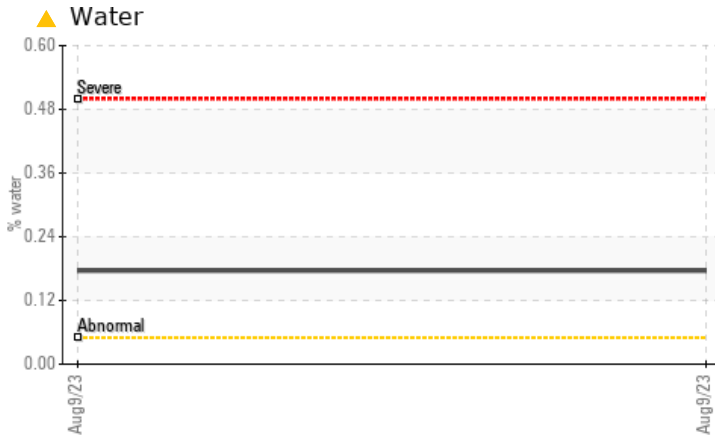 Water
0.60
Severe
0.48
0.36
% water
0.24
0.12
Abnormal
0.00
Aug9/23
Aug9/23